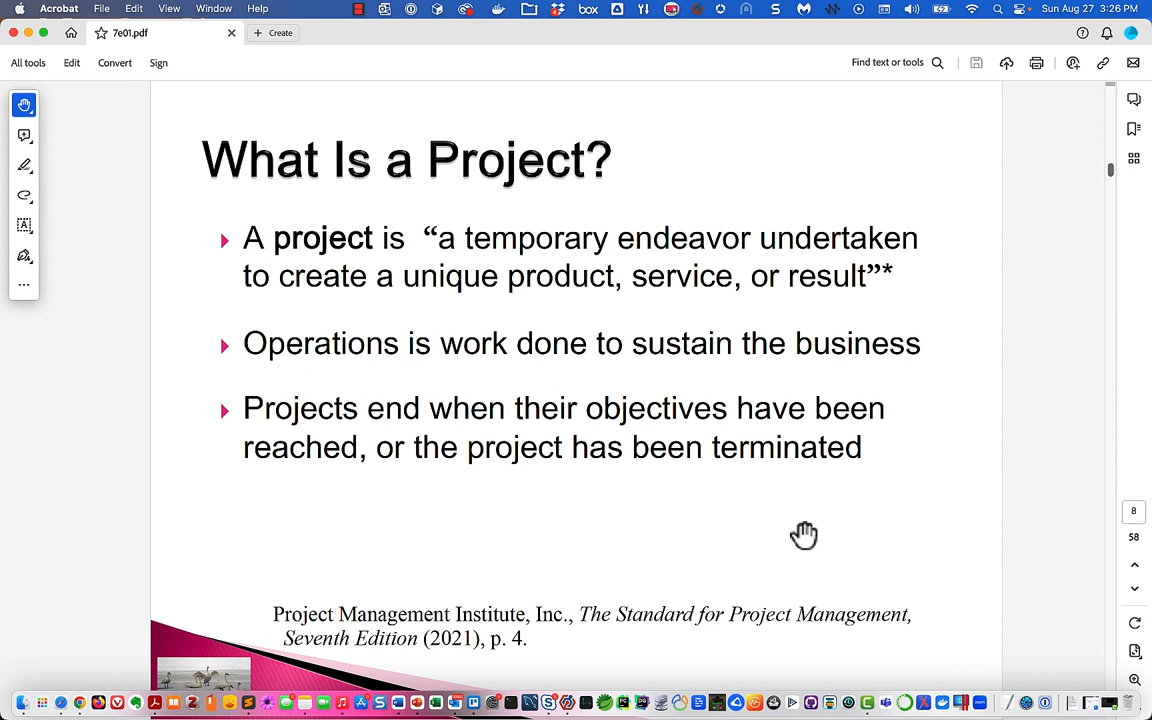 Acrobat File Edit View Window Help box Sun Aug 27 3:26 PM
7e01.pdf Create
All tools Edit Convert Sign Find text or tools
What Is a Project?
A project is “a temporary endeavor undertaken
to create a unique product, service, or result”*
Operations is work done to sustain the business
Projects end when their objectives have been
reached, or the project has been terminated
8
58
Project Management Institute, Inc., The Standard for Project Management,
Seventh Edition (2021), p. 4.